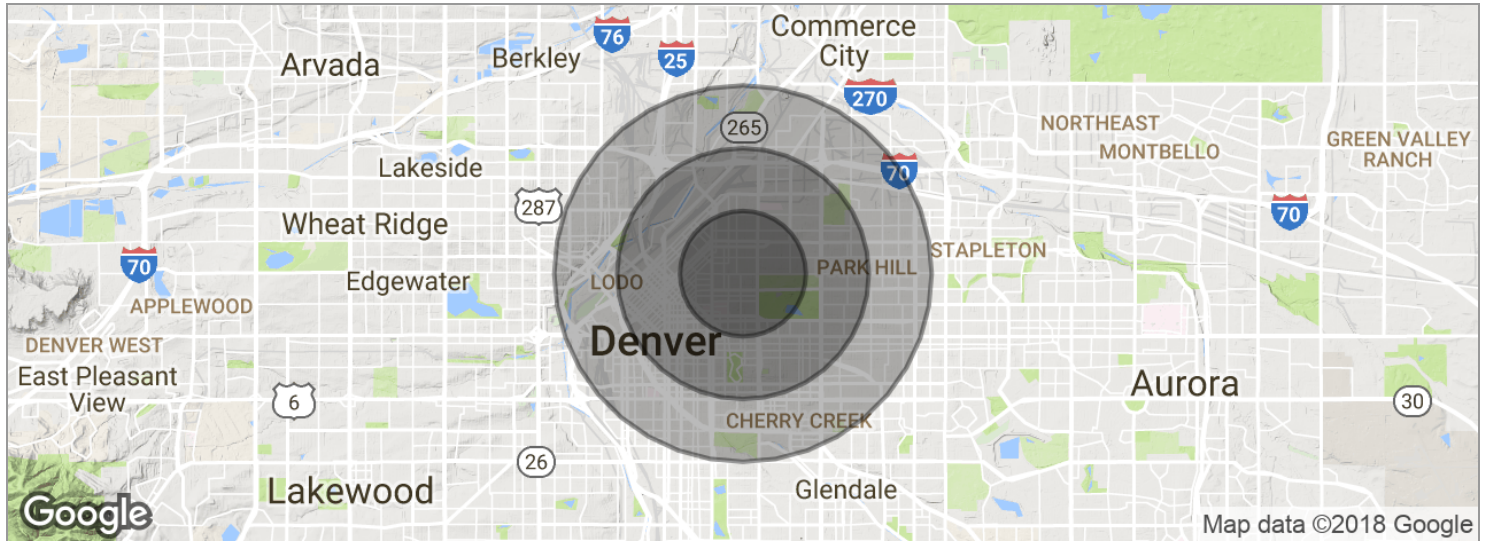 Commerce
City
76
Berkley
25
Arvada
270
265
NORTHEAST
MONTBELLO
GREEN VALLEY
RANCH
Lakeside
70
287
70
Wheat Ridge
STAPLETON
70
Edgewater
LODO
PARK HILL
APPLEWOOD
DENVER WEST
Denver
East Pleasant
View
6
Aurora
30
CHERRY CREEK
26
Lakewood
Glendale
Google
Map data ©2018 Google